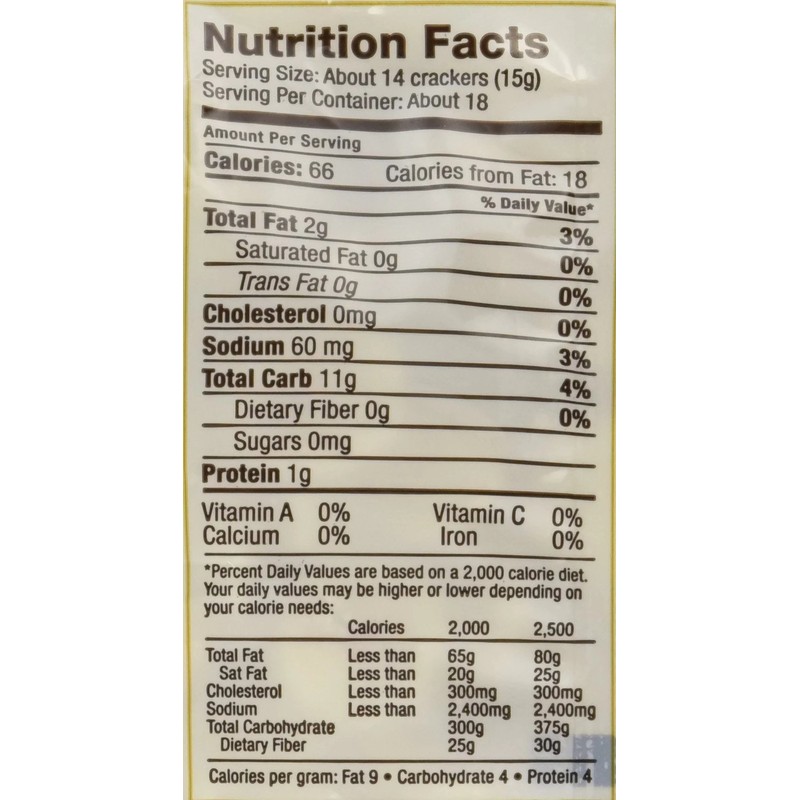 Nutrition Facts
Serving Size: About 14 crackers (15g)
Serving Per Container: About 18
Amount Per Serving
Calories: 66 Calories from Fat: 18
% Daily Value*
Total Fat 2g 3%
Saturated Fat 0g 0%
Trans Fat 0g 0%
Cholesterol 0mg 0%
Sodium 60 mg 3%
Total Carb 11g 4%
Dietary Fiber 0g 0%
Sugars 0mg
Protein 1g
Vitamin A 0% Vitamin C 0%
Calcium 0% Iron 0%
*Percent Daily Values are based on a 2,000 calorie diet.
Your daily values may be higher or lower depending on
your calorie needs:
Calories 2,000 2,500
Total Fat Less than 65g 80g
Sat Fat Less than 20g 25g
Cholesterol Less than 300mg 300mg
Sodium Less than 2,400mg 2,400mg
Total Carbohydrate 300g 375g
Dietary Fiber 25g 30g
Calories per gram: Fat 9 • Carbohydrate 4 • Protein 4